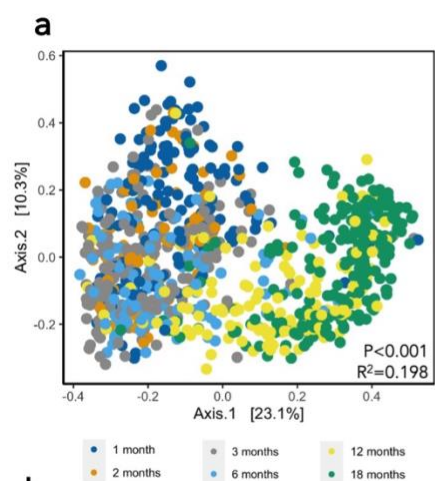 a
0.6
0.4
0.2
0.0
-0.2
Axis.2 [10.3%]
P<0.001
R²=0.198
-0.4 -0.2 0.0 0.2 0.4
Axis.1 [23.1%]
1 month 3 months 12 months
2 months 6 months 18 months